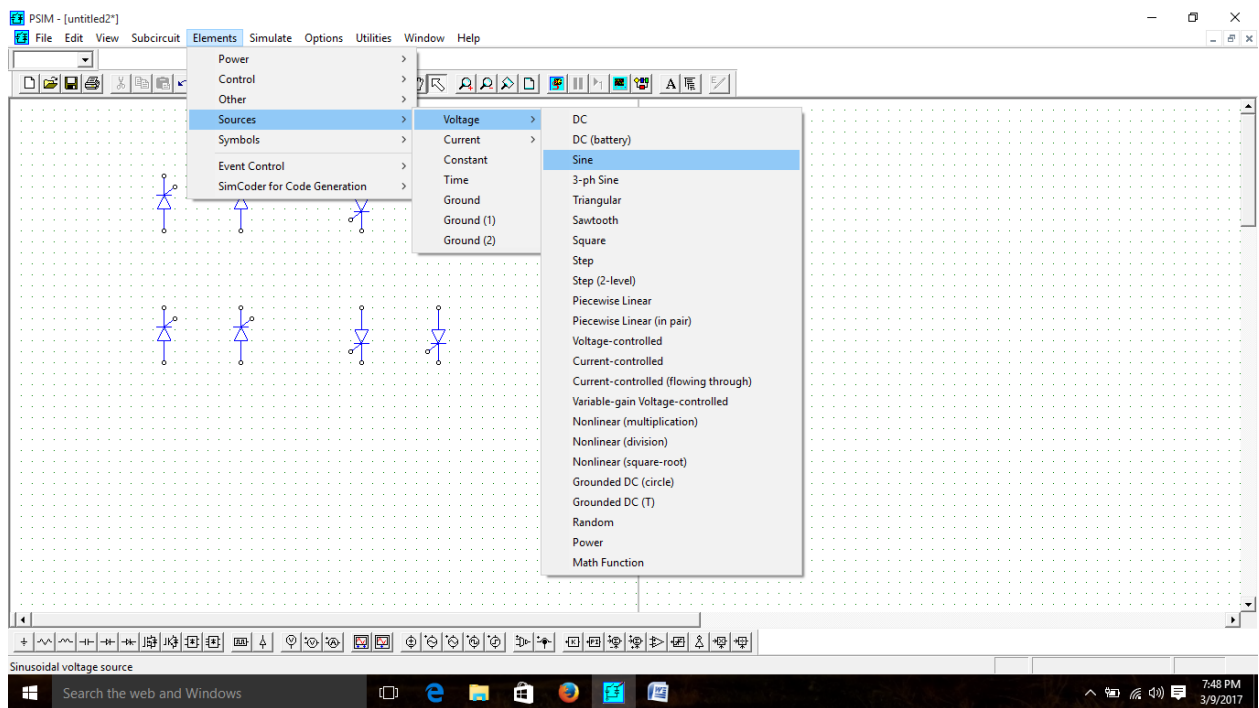 PSIM - [untitled2*]
File Edit View Subcircuit Elements Simulate Options Utilities Window Help
Power
Control
Other
Sources
Symbols
Event Control
SimCoder for Code Generation
Voltage
Current
Constant
Time
Ground
Ground (1)
Ground (2)
DC
DC (battery)
Sine
3-ph Sine
Triangular
Sawtooth
Square
Step
Step (2-level)
Piecewise Linear
Piecewise Linear (in pair)
Voltage-controlled
Current-controlled
Current-controlled (flowing through)
Variable-gain Voltage-controlled
Nonlinear (multiplication)
Nonlinear (division)
Nonlinear (square-root)
Grounded DC (circle)
Grounded DC (T)
Random
Power
Math Function
Sinusoidal voltage source
Search the web and Windows
7:48 PM
3/9/2017